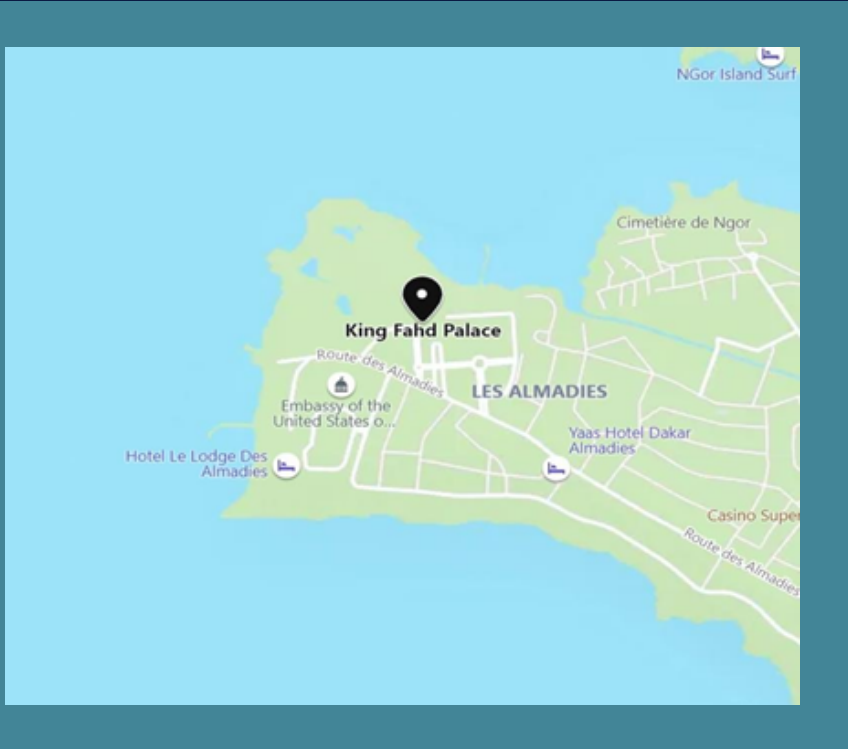 NGor Island Surf
Cimetière de Ngor
King Fahd Palace
Route des Almadies
LES ALMADIES
Embassy of the
United States o...
Yaas Hotel Dakar
Almadies
Hotel Le Lodge Des
Almadies
Casino Super
Route des Almadies